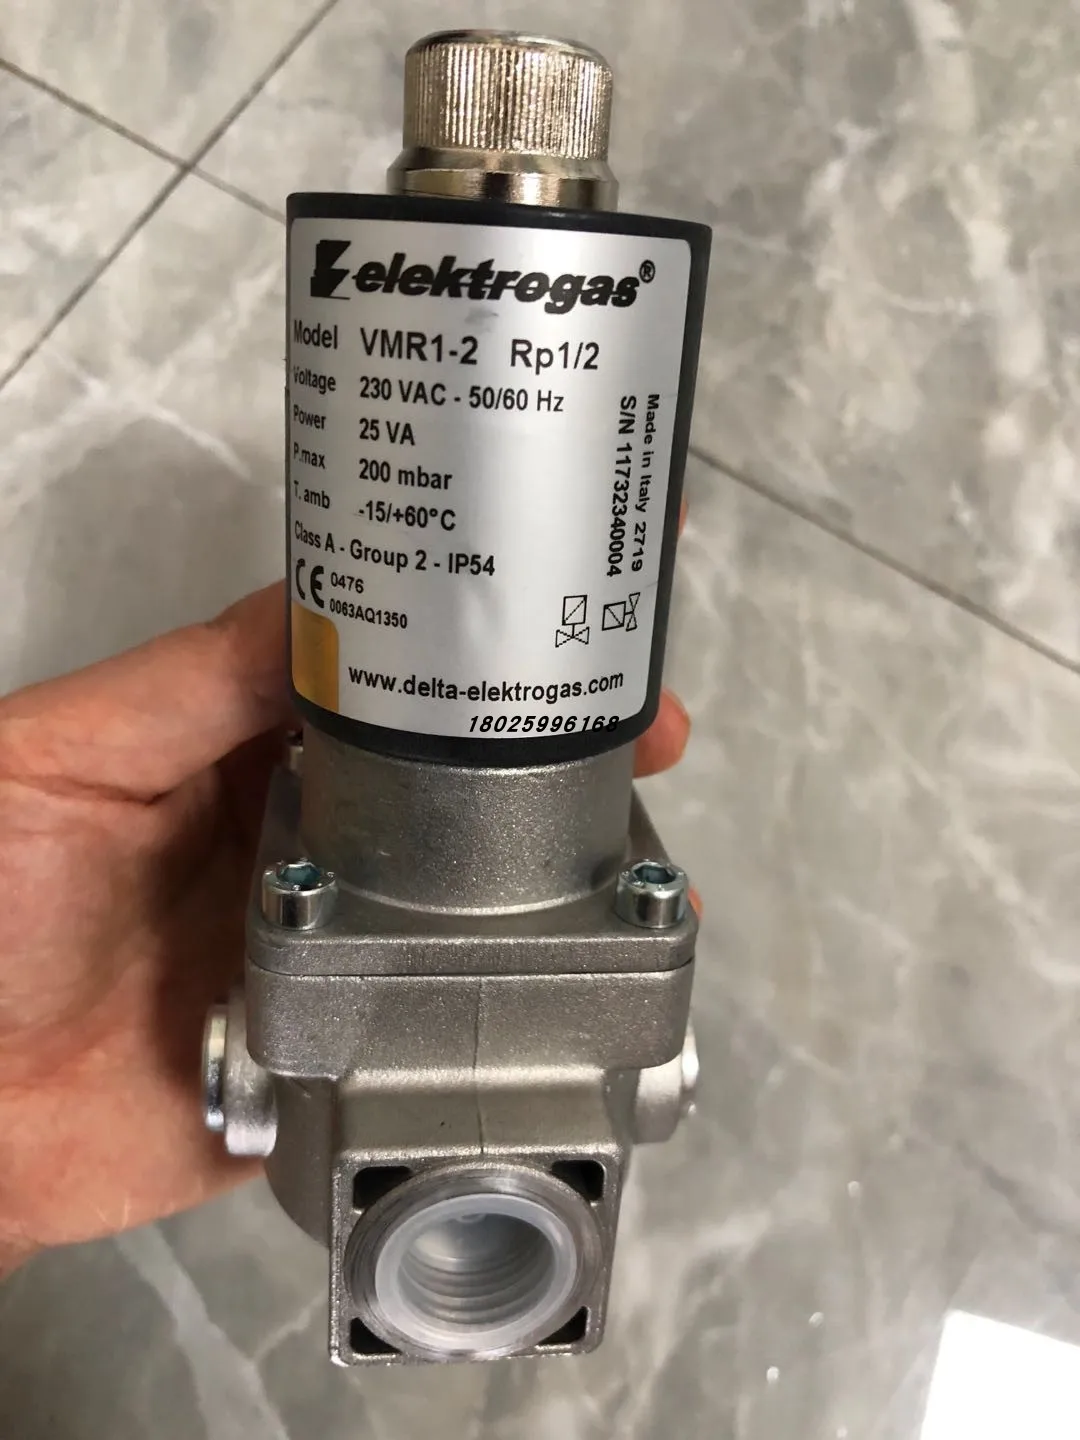 elektrogas®
Model VMR1-2 Rp1/2
Voltage 230 VAC - 50/60 Hz
Power 25 VA
P.max 200 mbar
T. amb -15/+60°C
Class A - Group 2 - IP54
CE 0476
0063AQ1350
Made in Italy 2719
S/N 11732340004
www.delta-elektrogas.com
18025996168